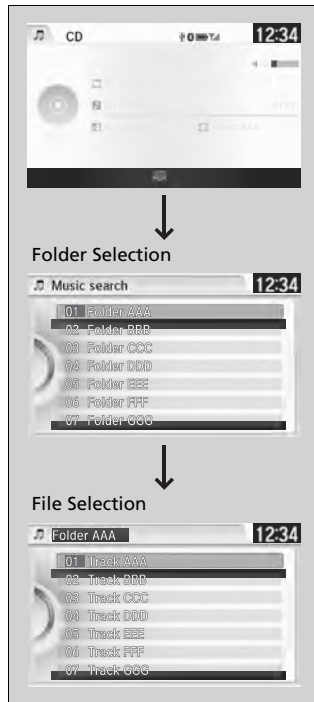 CD 12:34
Album AAA
Folder Selection
Music search 12:34
01 Folder AAA
02 Folder BBB
03 Folder CCC
04 Folder DDD
05 Folder EEE
06 Folder FFF
07 Folder GGG
File Selection
Folder AAA 12:34
01 Track AAA
02 Track BBB
03 Track CCC
04 Track DDD
05 Track EEE
06 Track FFF
07 Track GGG